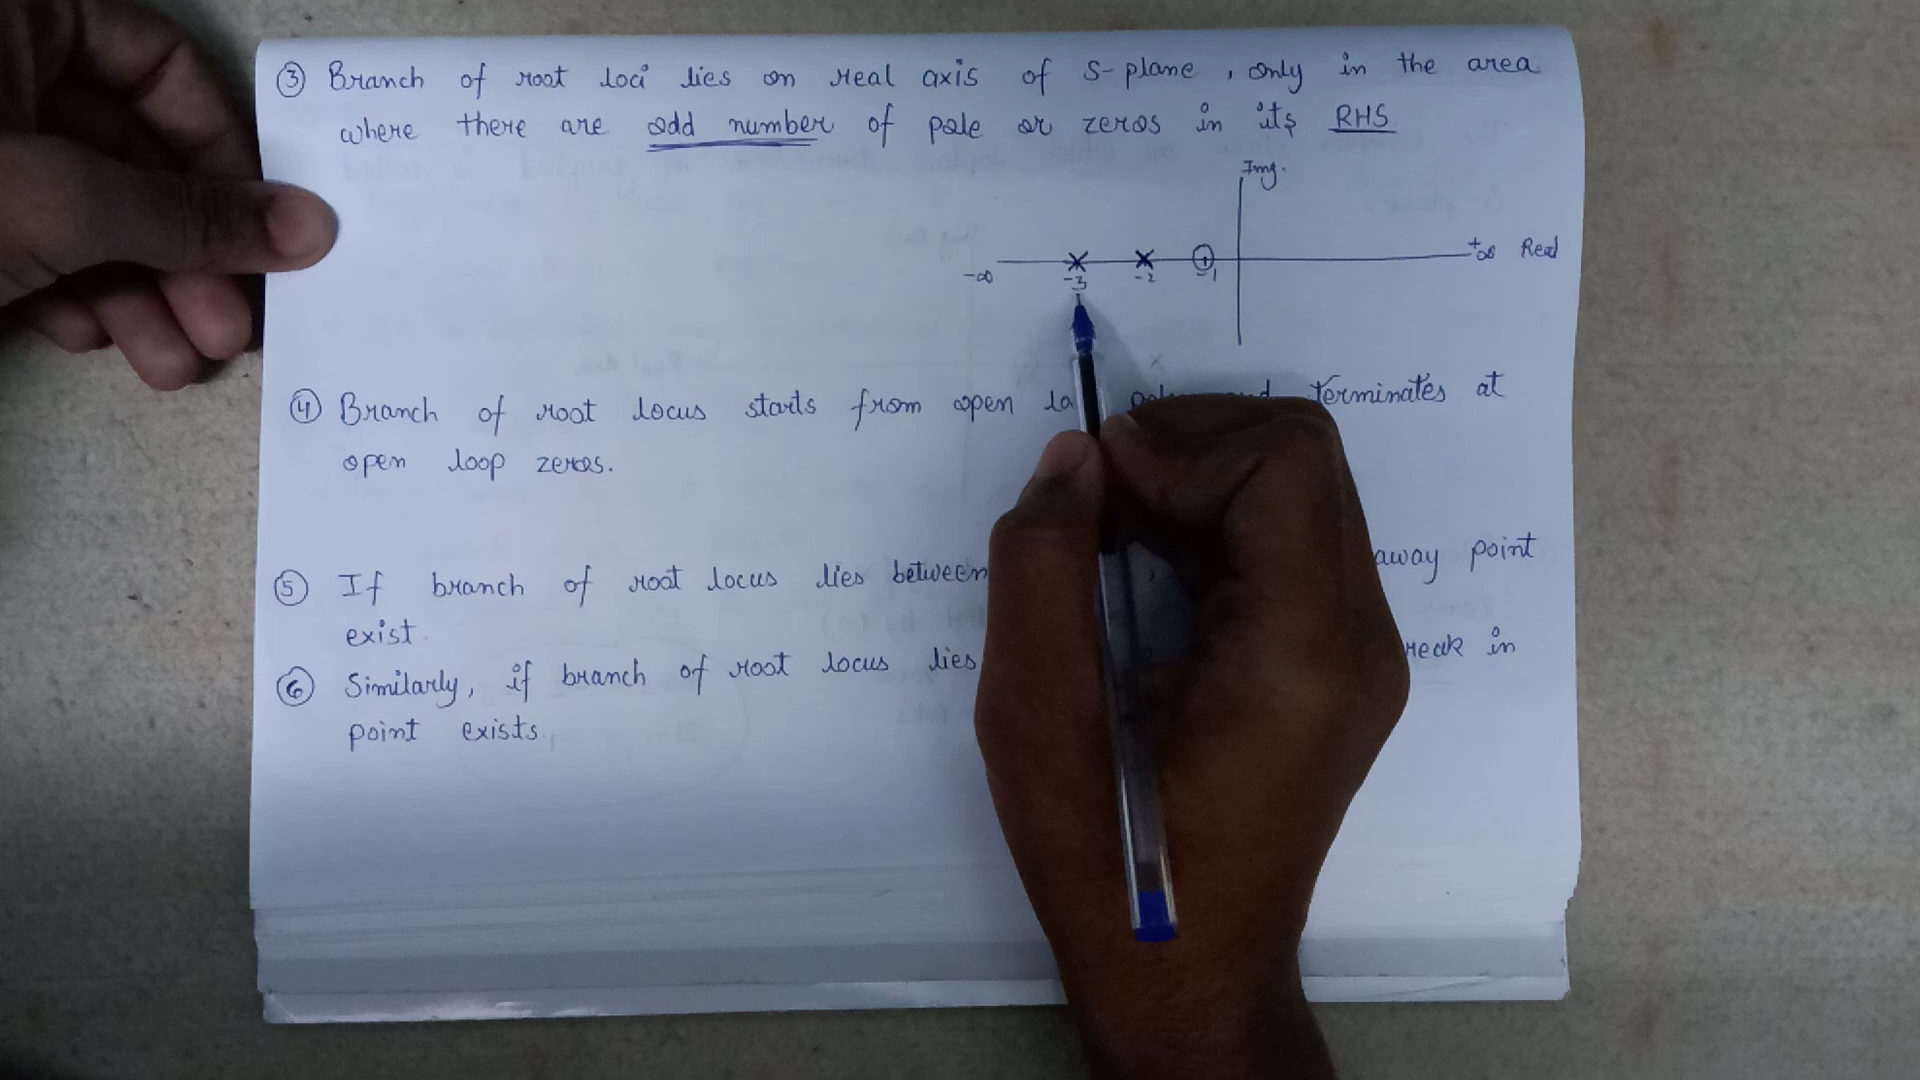 ③ Branch of root loci lies on real axis of S-plane, only in the area
where there are odd number of pole or zeros in its RHS
Img.
-∞ -3 -2 -1 +∞ Real
④ Branch of root locus starts from open terminates at
open loop zeros.
⑤ If branch of root locus lies between away point
exist.
⑥ Similarly, if branch of root locus lies in
point exists.